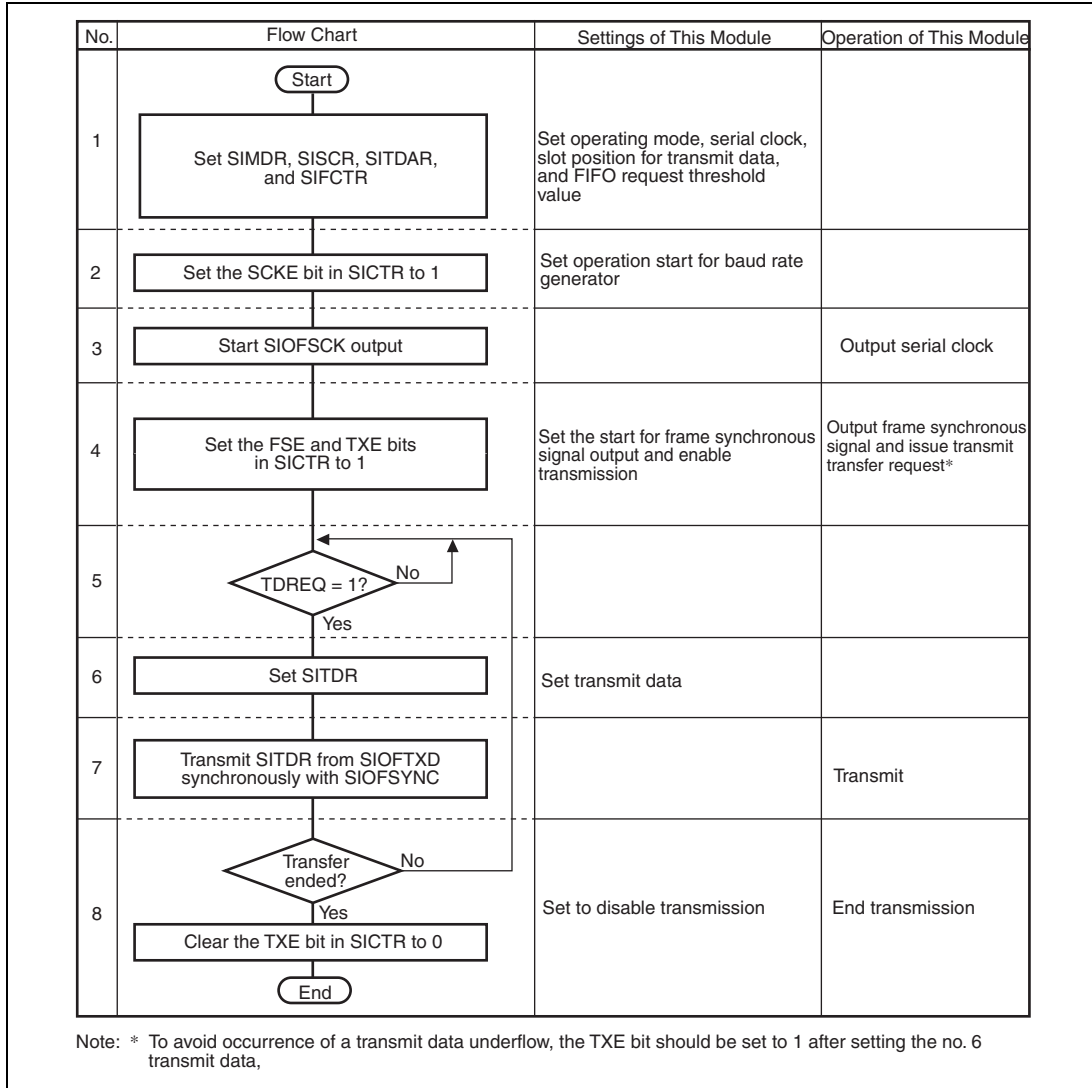 No.
Flow Chart
Settings of This Module
Operation of This Module
Start
1
Set SIMDR, SISCR, SITDAR,
and SIFCTR
Set operating mode, serial clock,
slot position for transmit data,
and FIFO request threshold
value
2
Set the SCKE bit in SICTR to 1
Set operation start for baud rate
generator
3
Start SIOFSCK output
Output serial clock
4
Set the FSE and TXE bits
in SICTR to 1
Set the start for frame synchronous
signal output and enable
transmission
Output frame synchronous
signal and issue transmit
transfer request*
5
TDREQ = 1?
No
Yes
6
Set SITDR
Set transmit data
7
Transmit SITDR from SIOFTXD
synchronously with SIOFSYNC
Transmit
8
Transfer
ended?
No
Yes
Set to disable transmission
End transmission
Clear the TXE bit in SICTR to 0
End
Note: * To avoid occurrence of a transmit data underflow, the TXE bit should be set to 1 after setting the no. 6
transmit data,